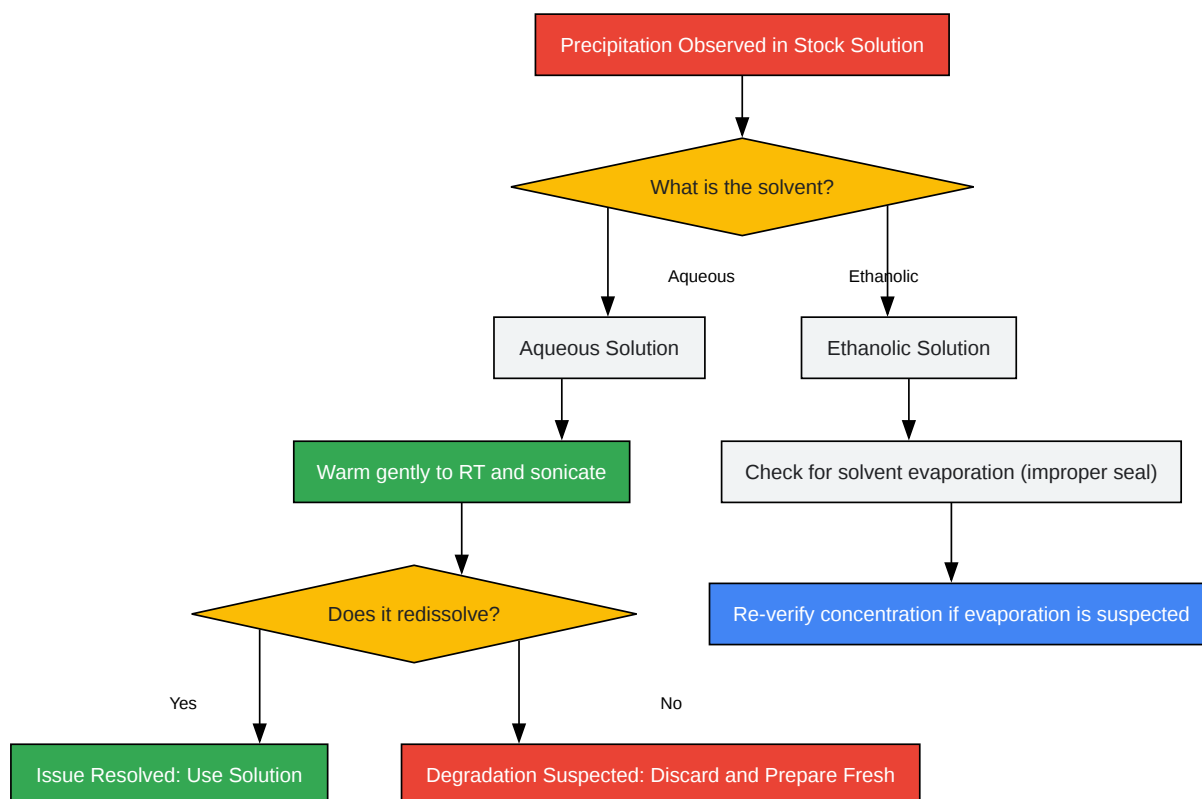 Precipitation Observed in Stock Solution
What is the solvent?
Aqueous
Ethanolic
Aqueous Solution
Ethanolic Solution
Warm gently to RT and sonicate
Check for solvent evaporation (improper seal)
Does it redissolve?
Re-verify concentration if evaporation is suspected
Yes
No
Issue Resolved: Use Solution
Degradation Suspected: Discard and Prepare Fresh